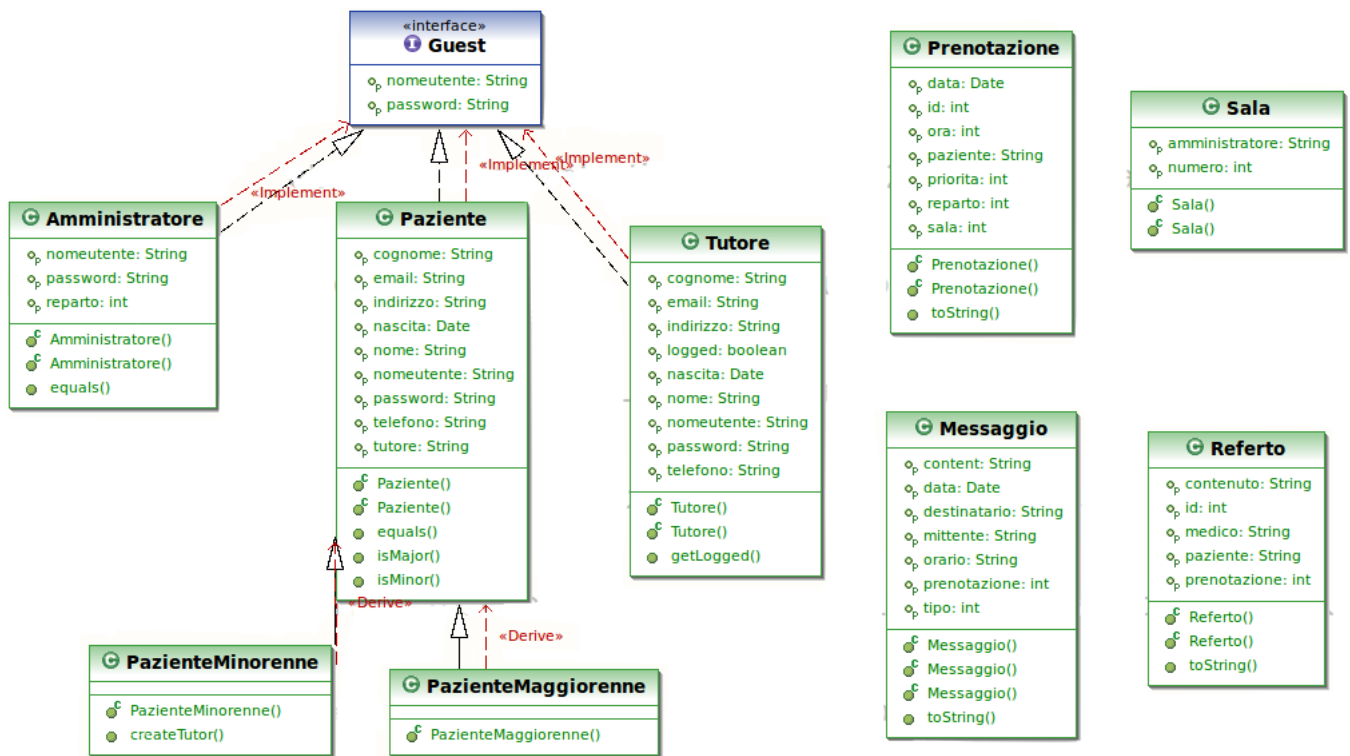 «interface»
Guest
nomeutente: String
password: String
«Implement»
«Implement»
«Implement»
Amministratore
nomeutente: String
password: String
reparto: int
Amministratore()
Amministratore()
equals()
Paziente
cognome: String
email: String
indirizzo: String
nascita: Date
nome: String
nomeutente: String
password: String
telefono: String
tutore: String
Paziente()
Paziente()
equals()
isMajor()
isMinor()
Tutore
cognome: String
email: String
indirizzo: String
logged: boolean
nascita: Date
nome: String
nomeutente: String
password: String
telefono: String
Tutore()
Tutore()
getLogged()
«Derive»
«Derive»
PazienteMinorenne
PazienteMinorenne()
createTutor()
PazienteMaggiorenne
PazienteMaggiorenne()
Prenotazione
data: Date
id: int
ora: int
paziente: String
priorita: int
reparto: int
sala: int
Prenotazione()
Prenotazione()
toString()
Sala
amministratore: String
numero: int
Sala()
Sala()
Messaggio
content: String
data: Date
destinatario: String
mittente: String
orario: String
prenotazione: int
tipo: int
Messaggio()
Messaggio()
Messaggio()
toString()
Referto
contenuto: String
id: int
medico: String
paziente: String
prenotazione: int
Referto()
Referto()
toString()